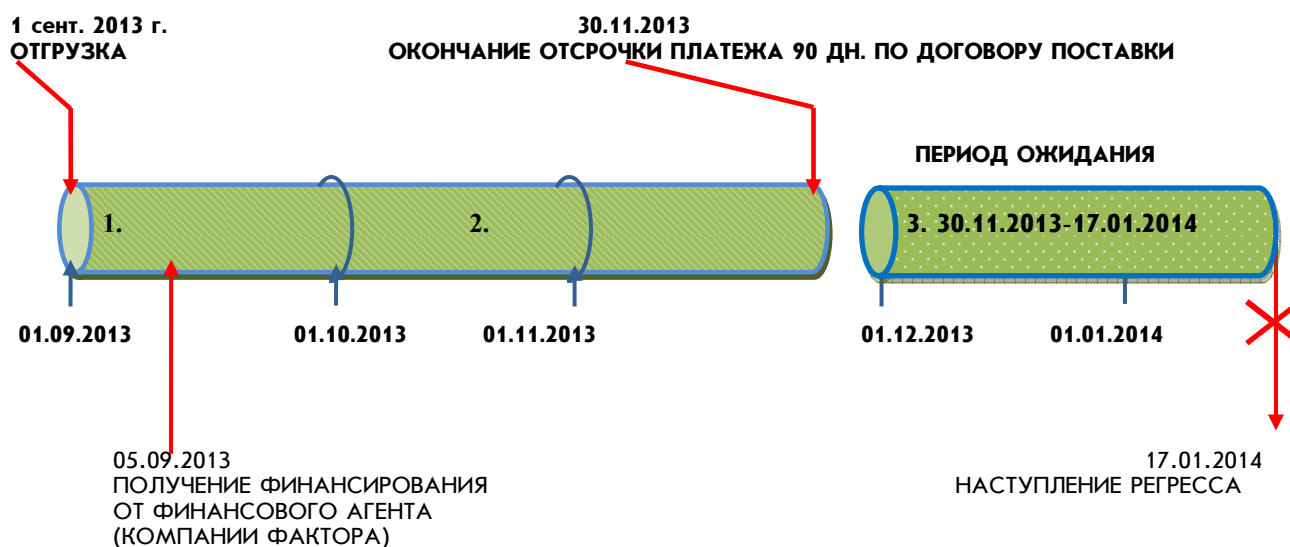 1 сент. 2013 г.
ОТГРУЗКА
30.11.2013
ОКОНЧАНИЕ ОТСРОЧКИ ПЛАТЕЖА 90 ДН. ПО ДОГОВОРУ ПОСТАВКИ
ПЕРИОД ОЖИДАНИЯ
1.
2.
3. 30.11.2013-17.01.2014
01.09.2013
01.10.2013
01.11.2013
01.12.2013
01.01.2014
05.09.2013
ПОЛУЧЕНИЕ ФИНАНСИРОВАНИЯ
ОТ ФИНАНСОВОГО АГЕНТА
(КОМПАНИИ ФАКТОРА)
17.01.2014
НАСТУПЛЕНИЕ РЕГРЕССА